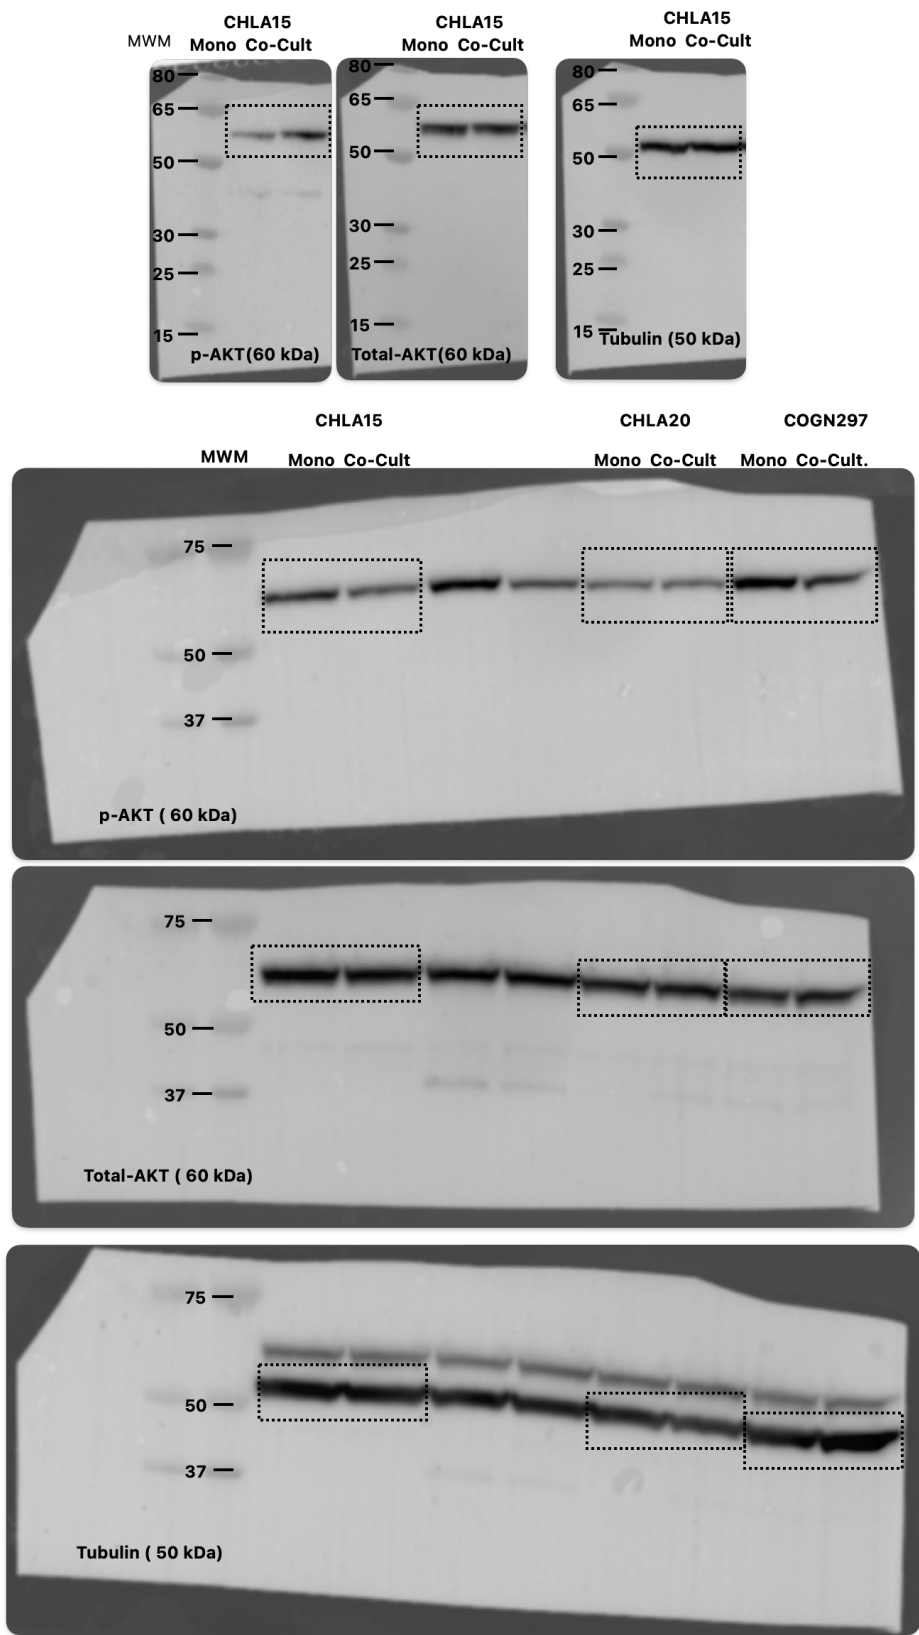 CHLA15 CHLA15 CHLA15
MWM Mono Co-Cult Mono Co-Cult Mono Co-Cult
80 80 80
65 65 65
50 50 50
30 30 30
25 25 25
15 15 15
p-AKT(60 kDa) Total-AKT(60 kDa) Tubulin (50 kDa)
CHLA15 CHLA20 COGN297
MWM Mono Co-Cult Mono Co-Cult Mono Co-Cult.
75
50
37
p-AKT ( 60 kDa)
75
50
37
Total-AKT ( 60 kDa)
75
50
37
Tubulin ( 50 kDa)